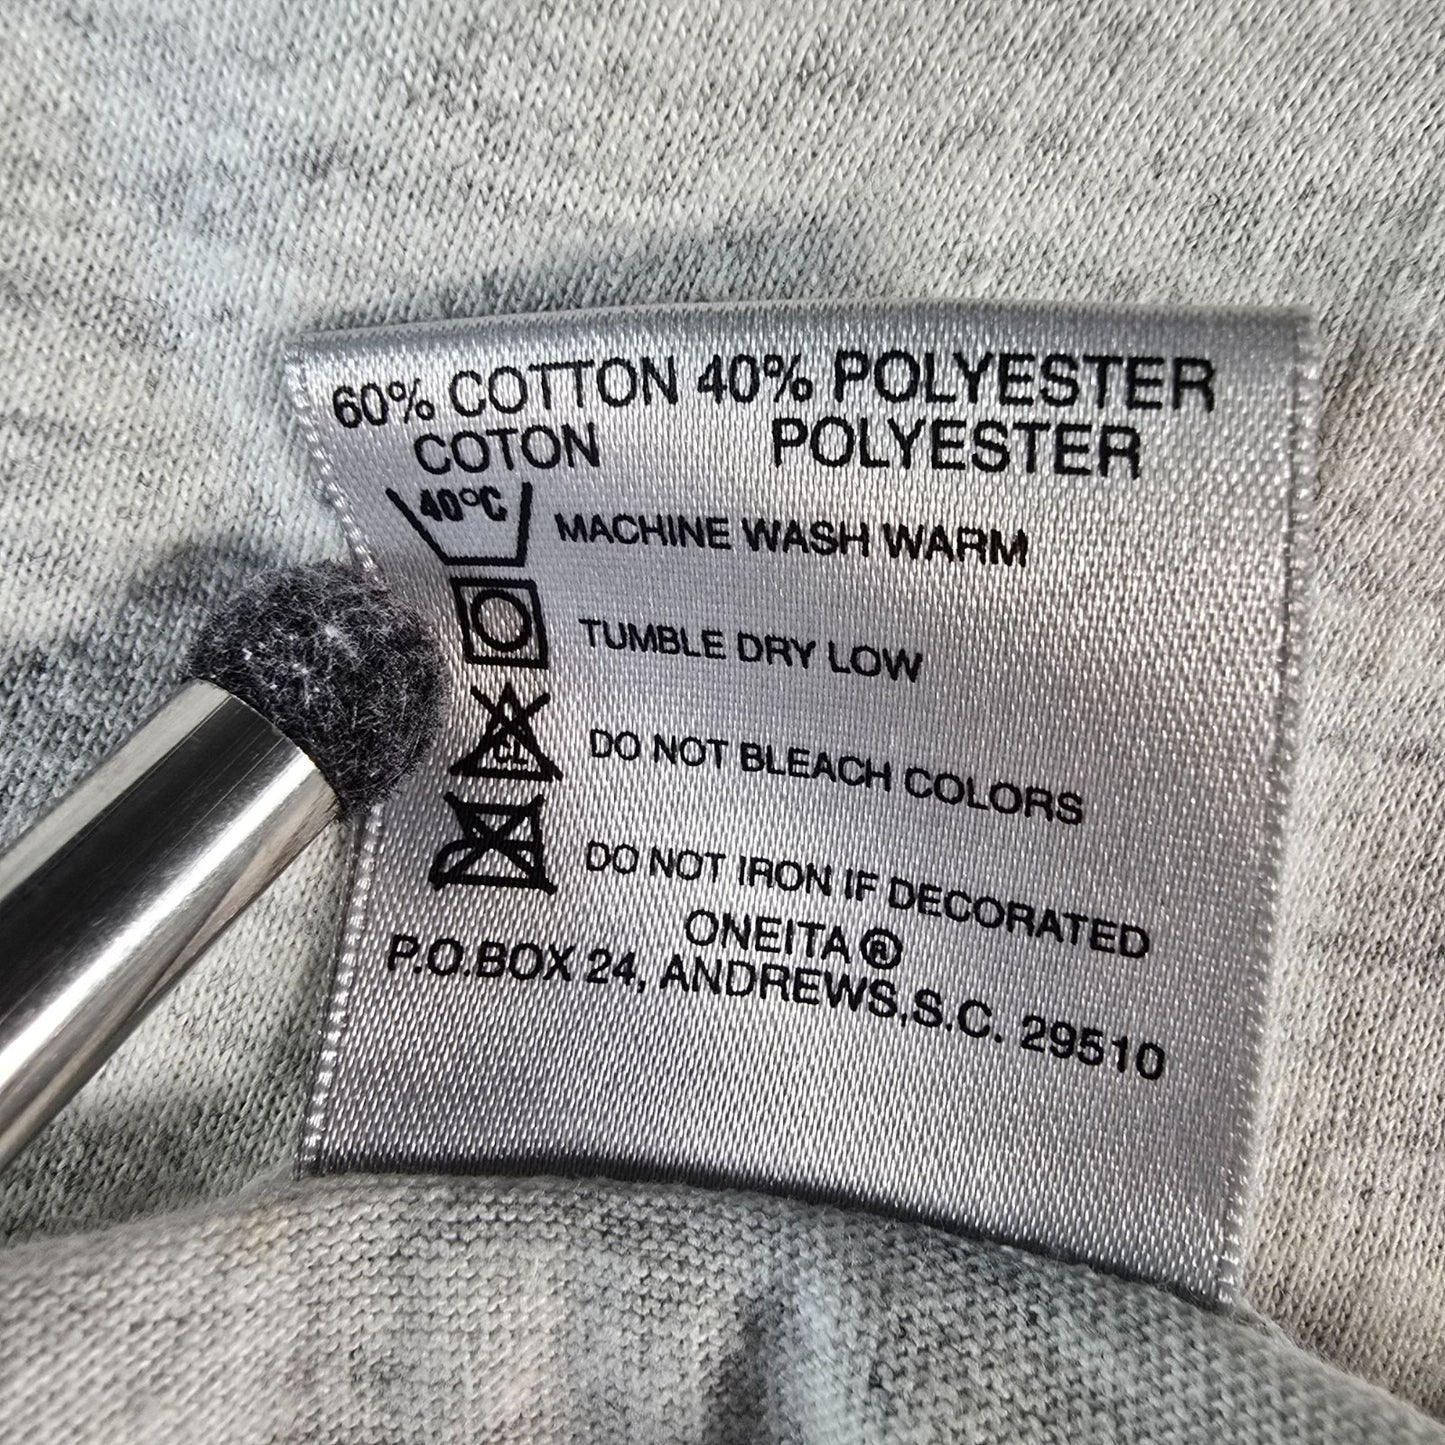 60% COTTON 40% POLYESTER
COTON POLYESTER
40°C MACHINE WASH WARM
TUMBLE DRY LOW
CL DO NOT BLEACH COLORS
DO NOT IRON IF DECORATED
ONEITA®
P.O.BOX 24, ANDREWS,S.C. 29510